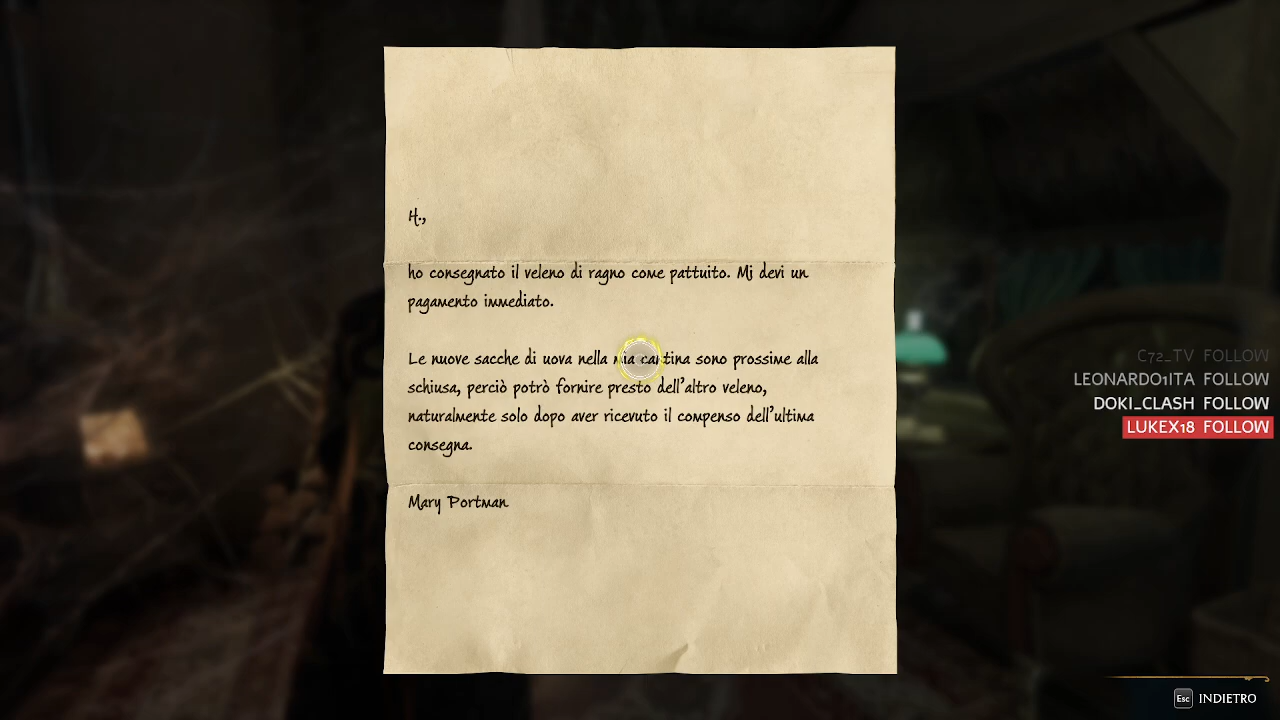 H.,
ho consegnato il veleno di ragno come pattuito. Mi devi un
pagamento immediato.
Le nuove sacche di uova nella mia cantina sono prossime alla
schiusa, perciò potrò fornire presto dell'altro veleno,
naturalmente solo dopo aver ricevuto il compenso dell'ultima
consegna.
Mary Portman
C72_TV FOLLOW
LEONARDO1ITA FOLLOW
DOKI_CLASH FOLLOW
LUKEX18 FOLLOW
Esc INDIETRO